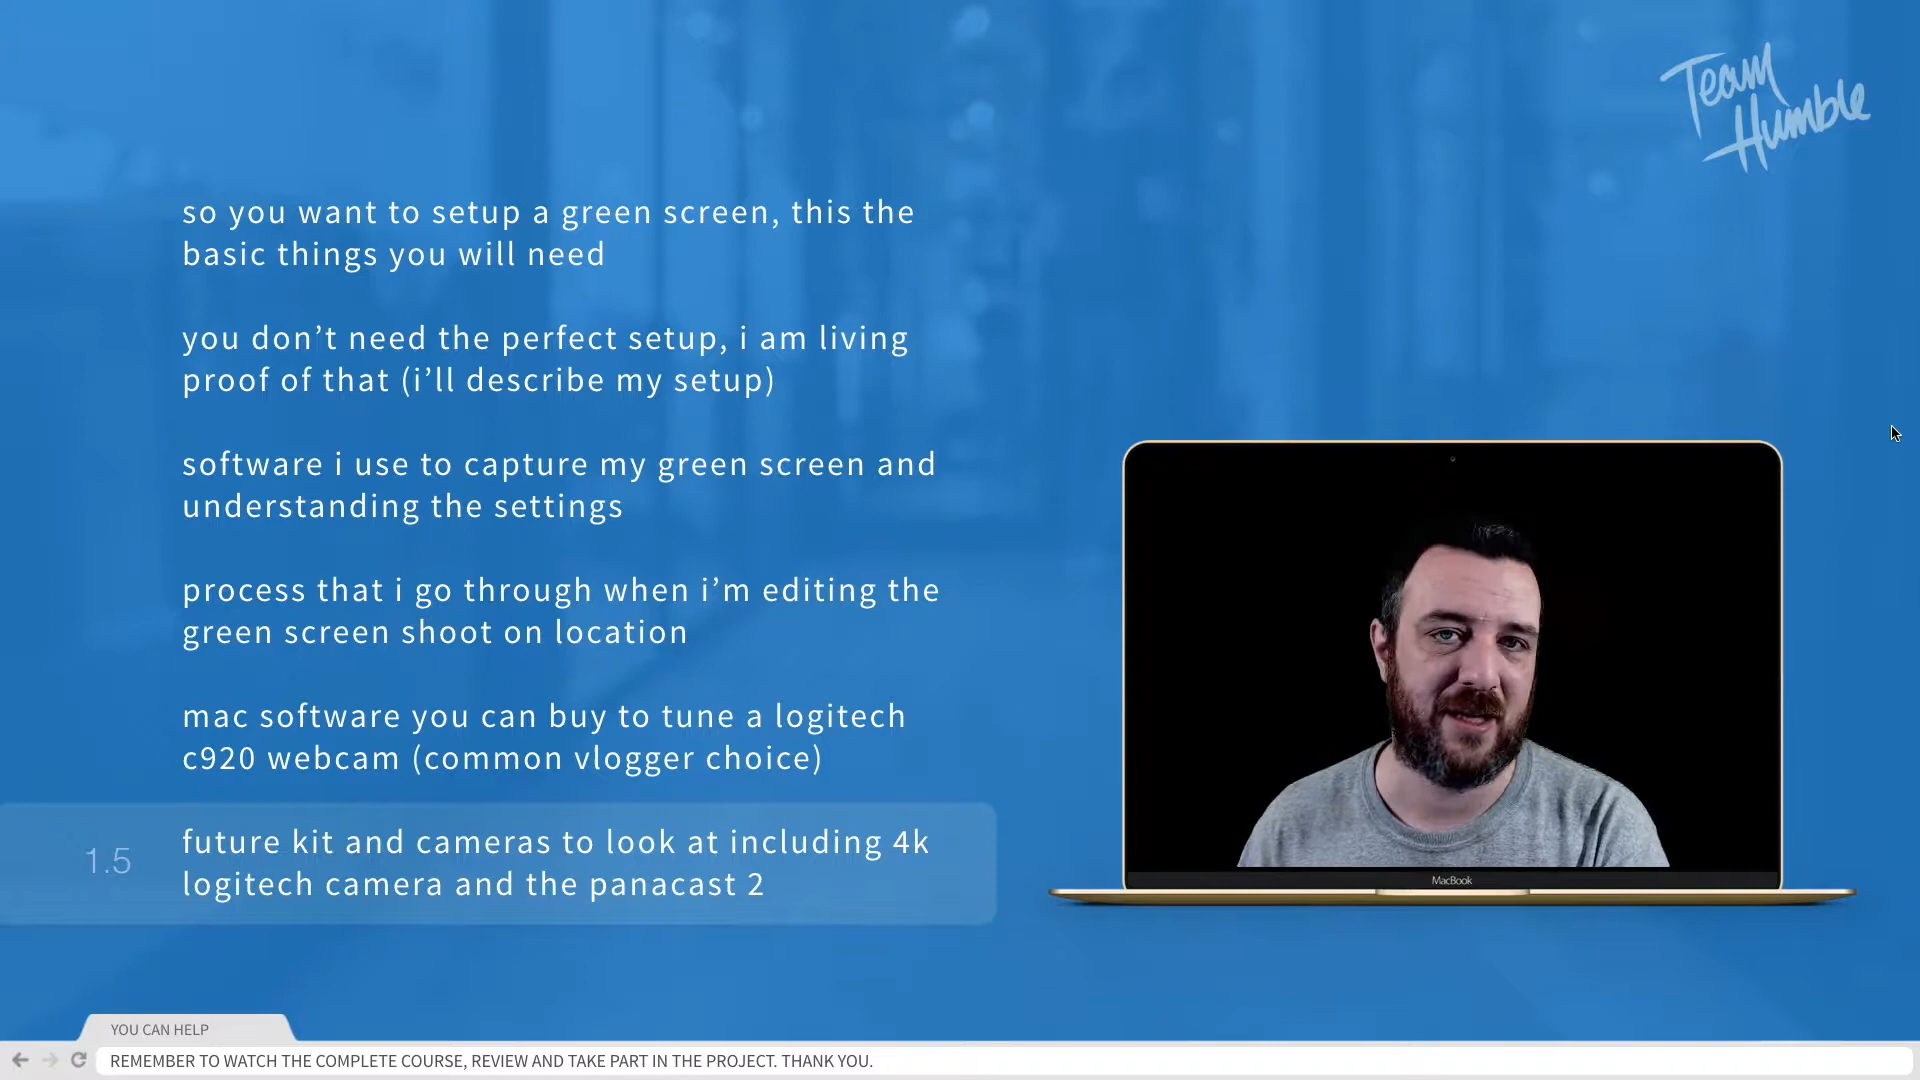 Team
Humble
so you want to setup a green screen, this the
basic things you will need
you don’t need the perfect setup, i am living
proof of that (i’ll describe my setup)
software i use to capture my green screen and
understanding the settings
process that i go through when i’m editing the
green screen shoot on location
mac software you can buy to tune a logitech
c920 webcam (common vlogger choice)
1.5
future kit and cameras to look at including 4k
logitech camera and the panacast 2
MacBook
YOU CAN HELP
REMEMBER TO WATCH THE COMPLETE COURSE, REVIEW AND TAKE PART IN THE PROJECT. THANK YOU.